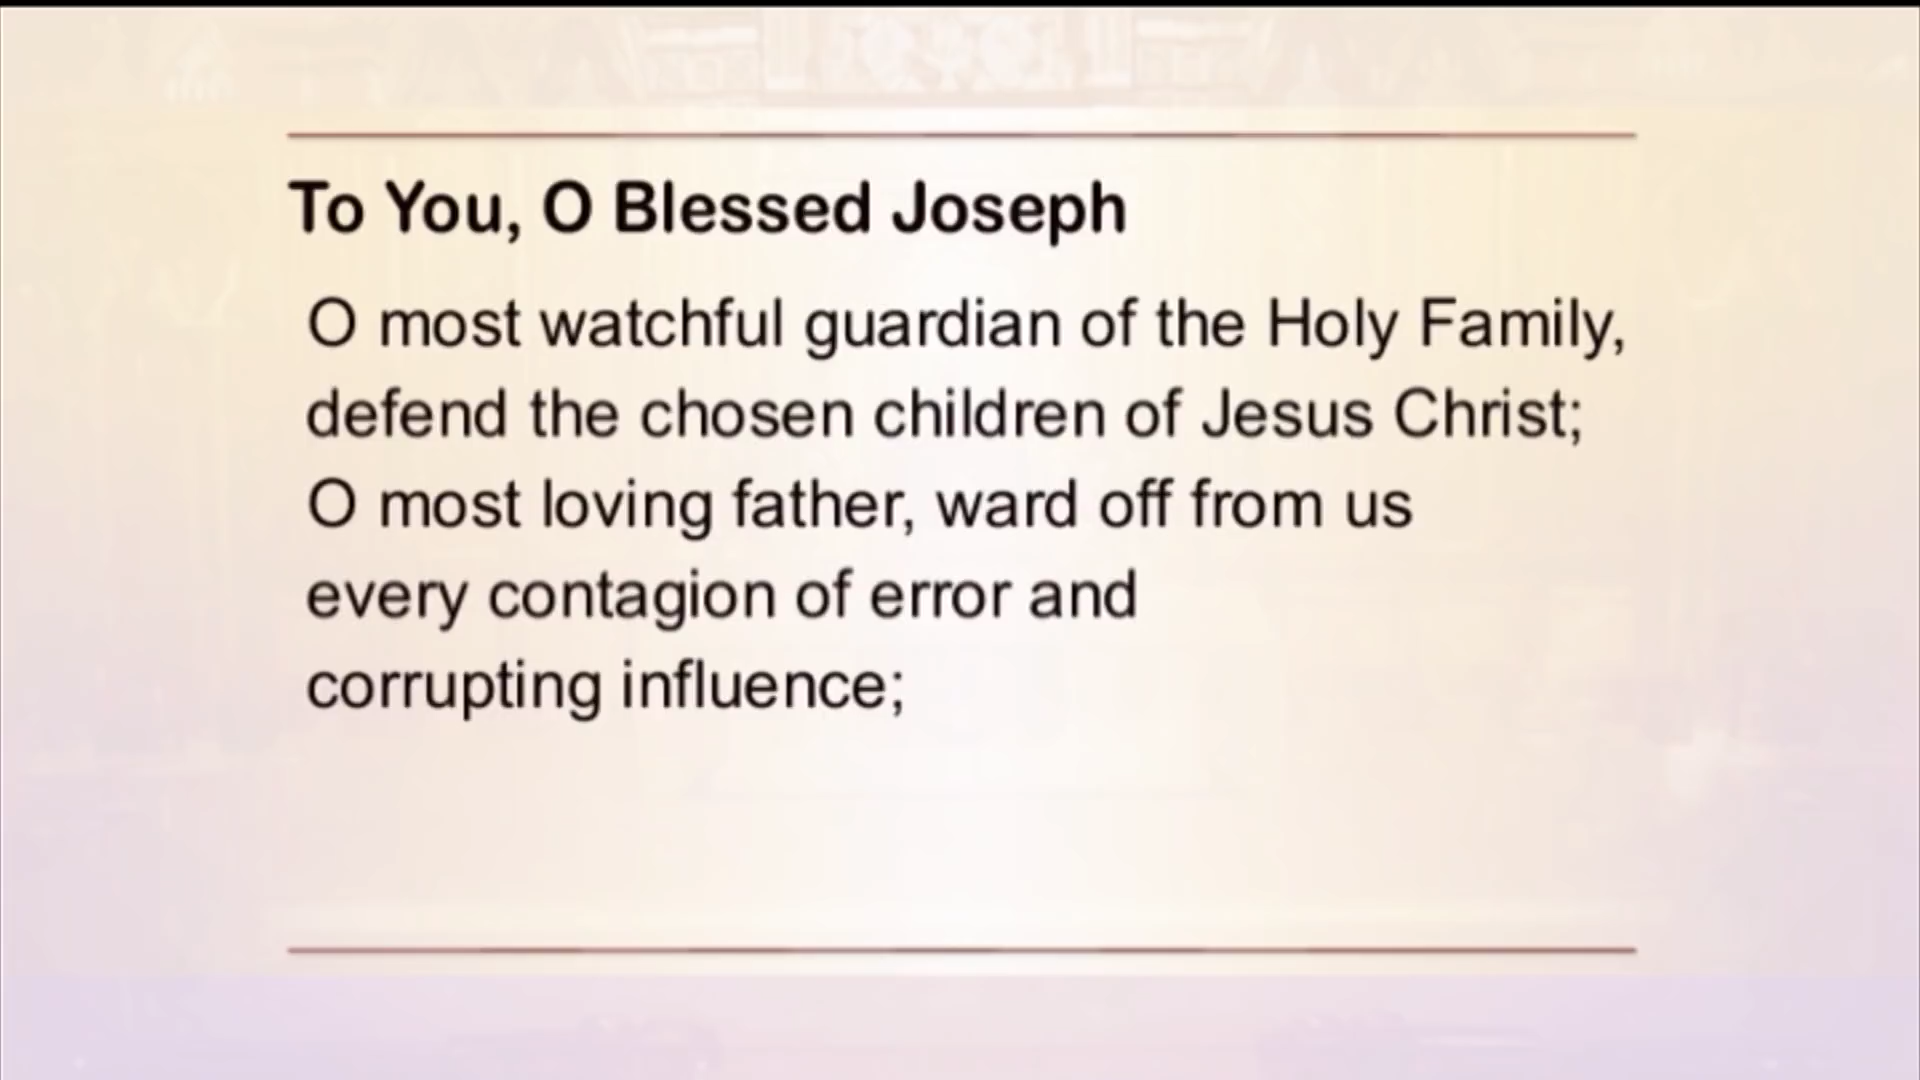 To You, O Blessed Joseph
O most watchful guardian of the Holy Family,
defend the chosen children of Jesus Christ;
O most loving father, ward off from us
every contagion of error and
corrupting influence;